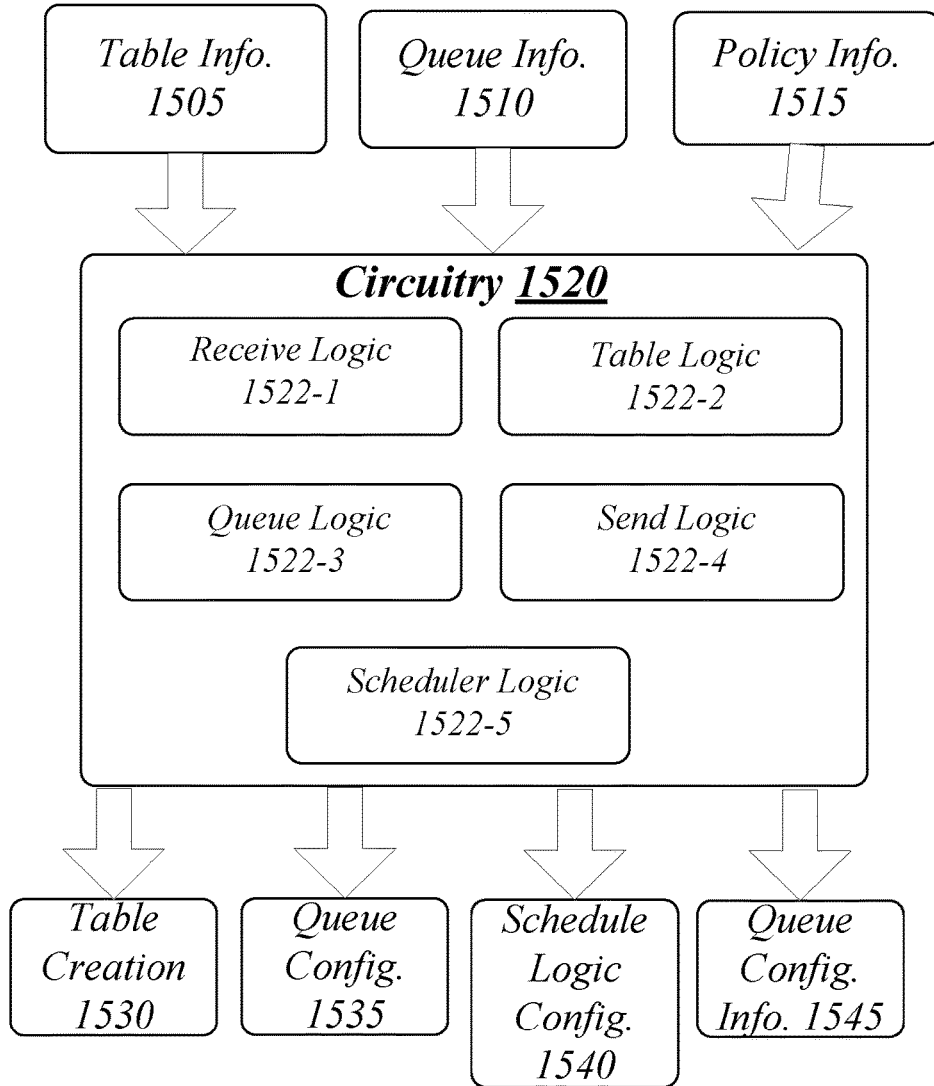 Table Info.
1505
Queue Info.
1510
Policy Info.
1515
Circuitry 1520
Receive Logic
1522-1
Table Logic
1522-2
Queue Logic
1522-3
Send Logic
1522-4
Scheduler Logic
1522-5
Table
Creation
1530
Queue
Config.
1535
Schedule
Logic
Config.
1540
Queue
Config.
Info. 1545